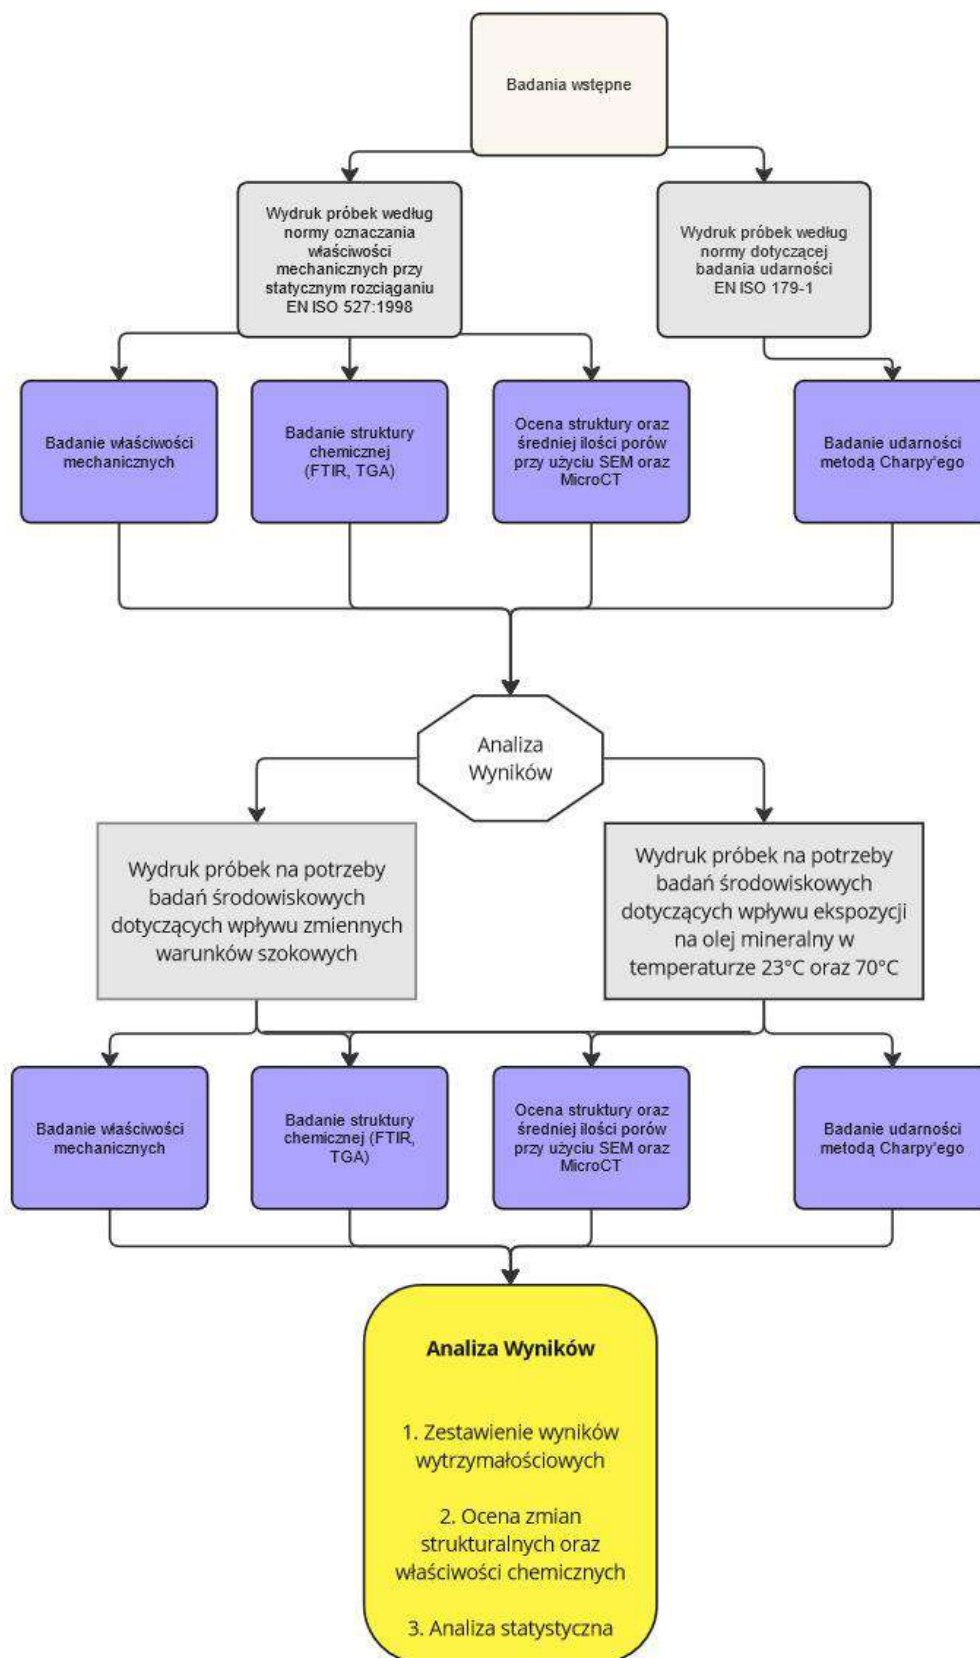 Badania wstępne
Wydruk próbek według
normy oznaczania
właściwości
mechanicznych przy
statycznym rozciąganiu
EN ISO 527:1998
Wydruk próbek według
normy dotyczącej
badania udarności
EN ISO 179-1
Badanie właściwości
mechanicznych
Badanie struktury
chemicznej
(FTIR, TGA)
Ocena struktury oraz
średniej ilości porów
przy użyciu SEM oraz
MicroCT
Badanie udarności
metodą Charpy'ego
Analiza
Wyników
Wydruk próbek na potrzeby
badań środowiskowych
dotyczących wpływu zmiennych
warunków szokowych
Wydruk próbek na potrzeby
badań środowiskowych
dotyczących wpływu ekspozycji
na olej mineralny w
temperaturze 23°C oraz 70°C
Badanie właściwości
mechanicznych
Badanie struktury
chemicznej (FTIR,
TGA)
Ocena struktury oraz
średniej ilości porów
przy użyciu SEM oraz
MicroCT
Badanie udarności
metodą Charpy'ego
Analiza Wyników
1. Zestawienie wyników
wytrzymałościowych
2. Ocena zmian
strukturalnych oraz
właściwości chemicznych
3. Analiza statystyczna